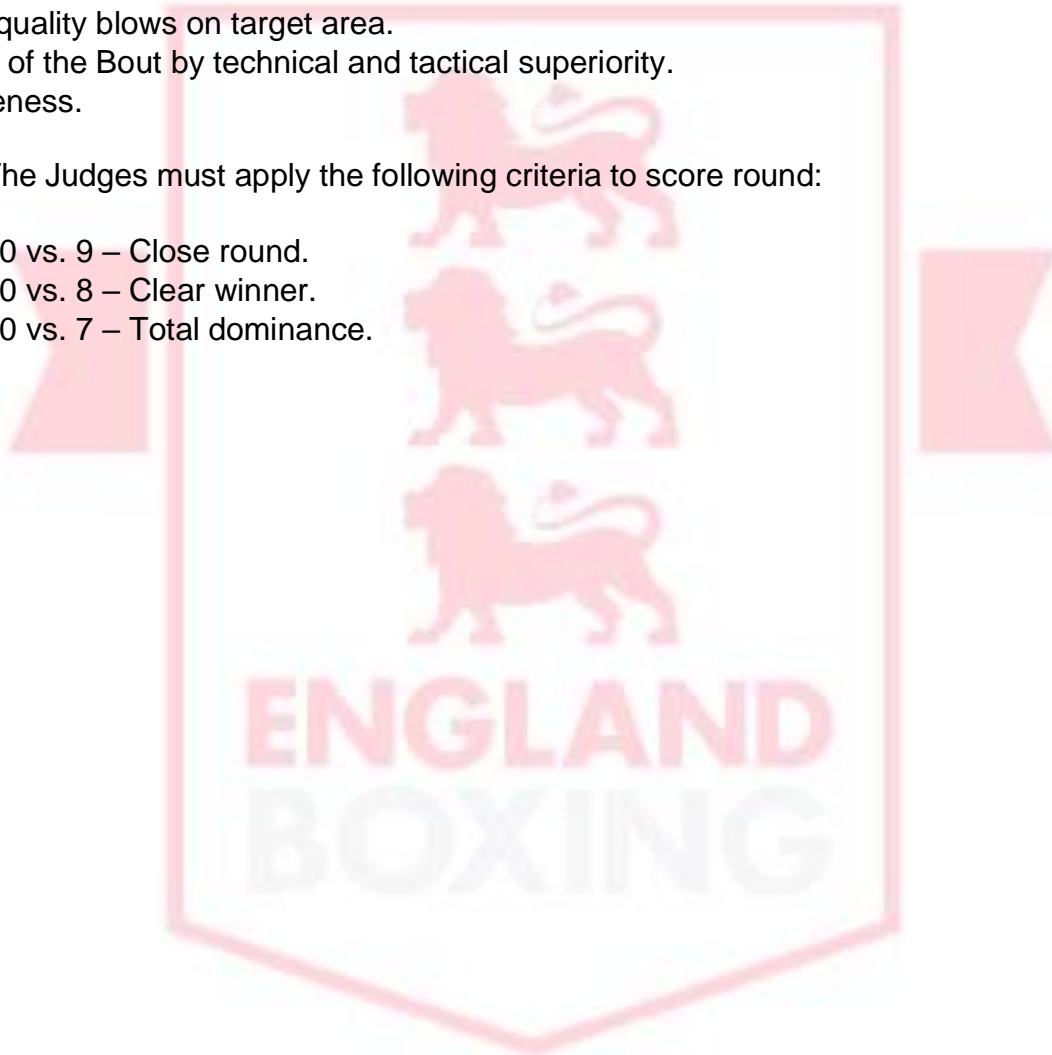 quality blows on target area.
of the Bout by technical and tactical superiority.
eness.
The Judges must apply the following criteria to score round:
0 vs. 9 – Close round.
0 vs. 8 – Clear winner.
0 vs. 7 – Total dominance.
ENGLAND
BOXING